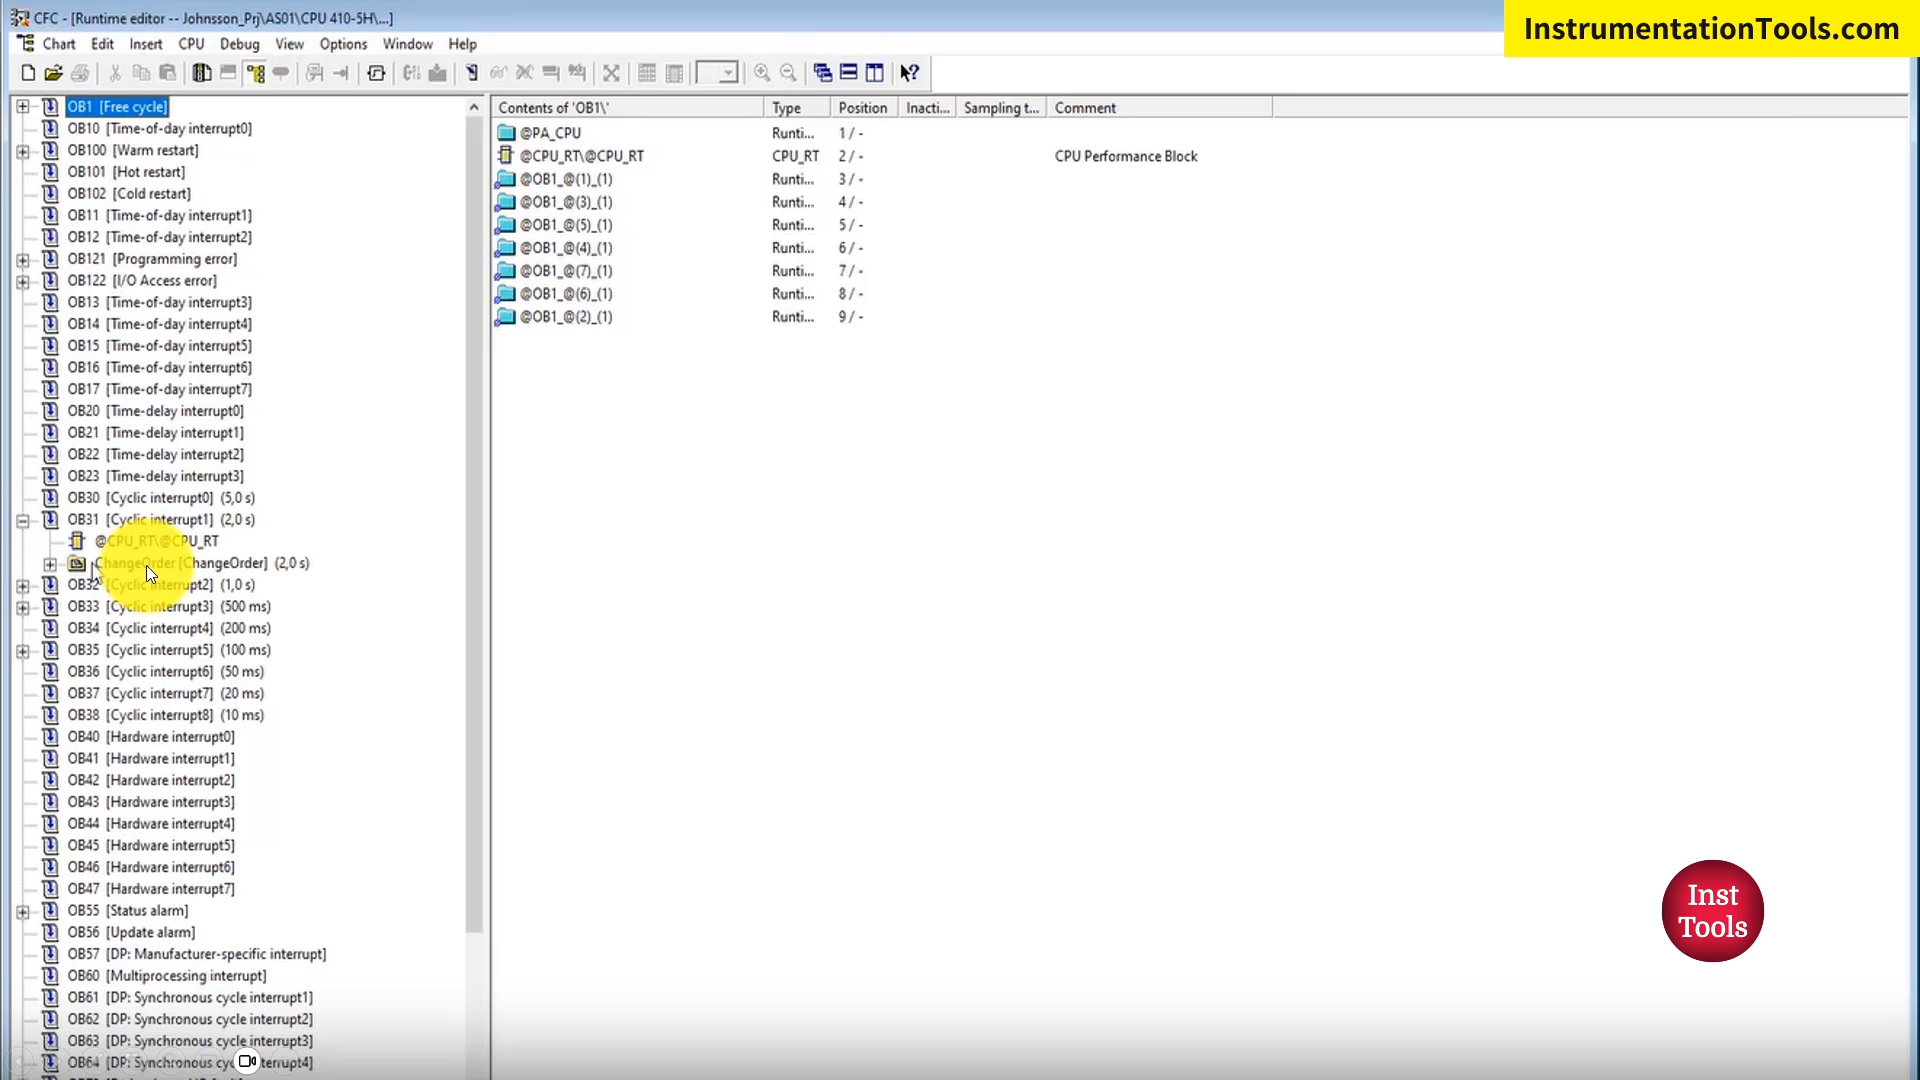 CFC - [Runtime editor -- Johnsson_Prj\AS01\CPU 410-5H\...]
InstrumentationTools.com
Chart Edit Insert CPU Debug View Options Window Help
OB1 [Free cycle]
OB10 [Time-of-day interrupt0]
OB100 [Warm restart]
OB101 [Hot restart]
OB102 [Cold restart]
OB11 [Time-of-day interrupt1]
OB12 [Time-of-day interrupt2]
OB121 [Programming error]
OB122 [I/O Access error]
OB13 [Time-of-day interrupt3]
OB14 [Time-of-day interrupt4]
OB15 [Time-of-day interrupt5]
OB16 [Time-of-day interrupt6]
OB17 [Time-of-day interrupt7]
OB20 [Time-delay interrupt0]
OB21 [Time-delay interrupt1]
OB22 [Time-delay interrupt2]
OB23 [Time-delay interrupt3]
OB30 [Cyclic interrupt0] (5,0 s)
OB31 [Cyclic interrupt1] (2,0 s)
@CPU_RT\@CPU_RT
ChangeOrder [ChangeOrder] (2,0 s)
OB32 [Cyclic interrupt2] (1,0 s)
OB33 [Cyclic interrupt3] (500 ms)
OB34 [Cyclic interrupt4] (200 ms)
OB35 [Cyclic interrupt5] (100 ms)
OB36 [Cyclic interrupt6] (50 ms)
OB37 [Cyclic interrupt7] (20 ms)
OB38 [Cyclic interrupt8] (10 ms)
OB40 [Hardware interrupt0]
OB41 [Hardware interrupt1]
OB42 [Hardware interrupt2]
OB43 [Hardware interrupt3]
OB44 [Hardware interrupt4]
OB45 [Hardware interrupt5]
OB46 [Hardware interrupt6]
OB47 [Hardware interrupt7]
OB55 [Status alarm]
OB56 [Update alarm]
OB57 [DP: Manufacturer-specific interrupt]
OB60 [Multiprocessing interrupt]
OB61 [DP: Synchronous cycle interrupt1]
OB62 [DP: Synchronous cycle interrupt2]
OB63 [DP: Synchronous cycle interrupt3]
OB64 [DP: Synchronous cy terrupt4]
Contents of 'OB1\' Type Position Inacti... Sampling t... Comment
@PA_CPU Runti... 1 / -
@CPU_RT\@CPU_RT CPU_RT 2 / - CPU Performance Block
@OB1_@(1)_(1) Runti... 3 / -
@OB1_@(3)_(1) Runti... 4 / -
@OB1_@(5)_(1) Runti... 5 / -
@OB1_@(4)_(1) Runti... 6 / -
@OB1_@(7)_(1) Runti... 7 / -
@OB1_@(6)_(1) Runti... 8 / -
@OB1_@(2)_(1) Runti... 9 / -
Inst
Tools